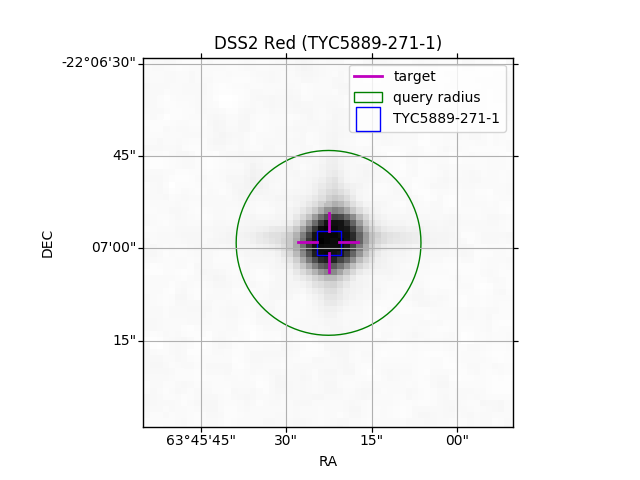 DSS2 Red (TYC5889-271-1)
-22°06'30"
target
query radius
TYC5889-271-1
45"
DEC
07'00"
15"
63°45'45"
30"
15"
00"
RA